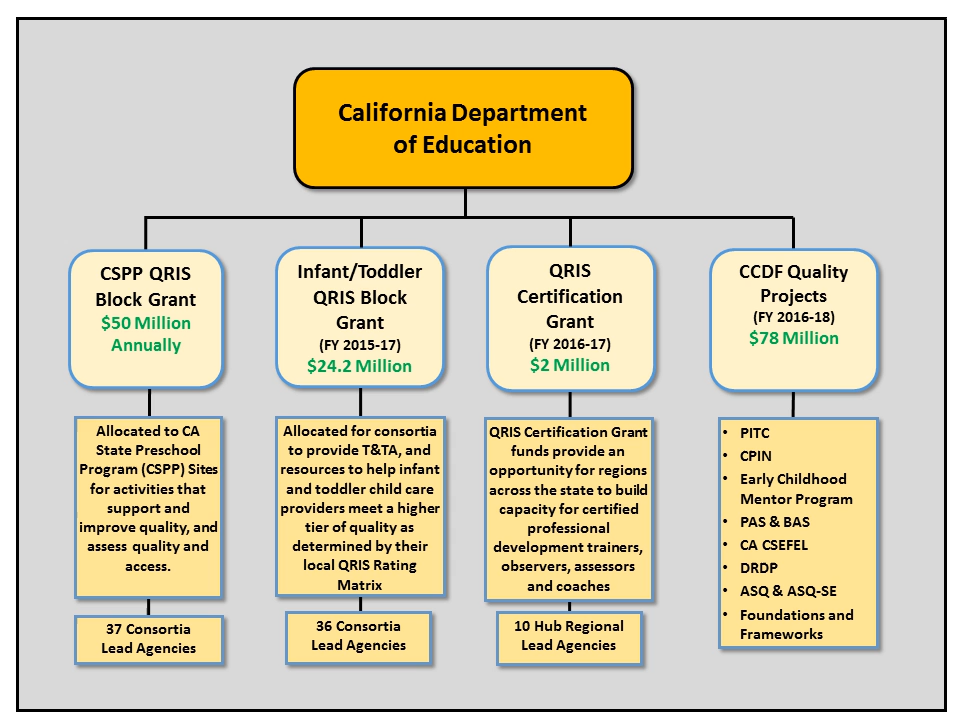 California Department
of Education
CSPP QRIS
Block Grant
$50 Million
Annually
Allocated to CA
State Preschool
Program (CSPP) Sites
for activities that
support and
improve quality, and
assess quality and
access.
37 Consortia
Lead Agencies
Infant/Toddler
QRIS Block
Grant
(FY 2015-17)
$24.2 Million
Allocated for consortia
to provide T&TA, and
resources to help infant
and toddler child care
providers meet a higher
tier of quality as
determined by their
local QRIS Rating
Matrix
36 Consortia
Lead Agencies
QRIS
Certification
Grant
(FY 2016-17)
$2 Million
QRIS Certification Grant
funds provide an
opportunity for regions
across the state to build
capacity for certified
professional
development trainers,
observers, assessors
and coaches
10 Hub Regional
Lead Agencies
CCDF Quality
Projects
(FY 2016-18)
$78 Million
• PITC
• CPIN
• Early Childhood
Mentor Program
• PAS & BAS
• CA CSEFEL
• DRDP
• ASQ & ASQ-SE
• Foundations and
Frameworks